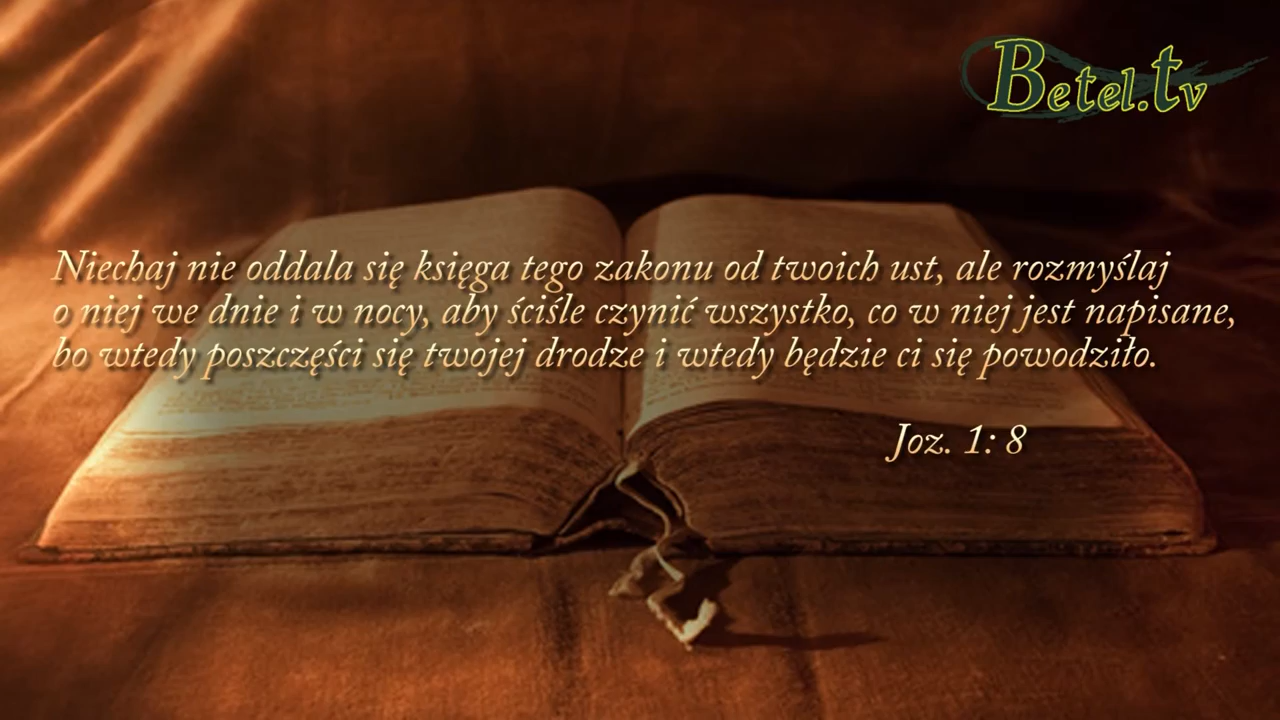 Betel.tv
Niechaj nie oddala się księga tego zakonu od twoich ust, ale rozmyślaj
o niej we dnie i w nocy, aby ściśle czynić wszystko, co w niej jest napisane,
bo wtedy poszczęści się twojej drodze i wtedy będzie ci się powodziło.
Joz. 1: 8